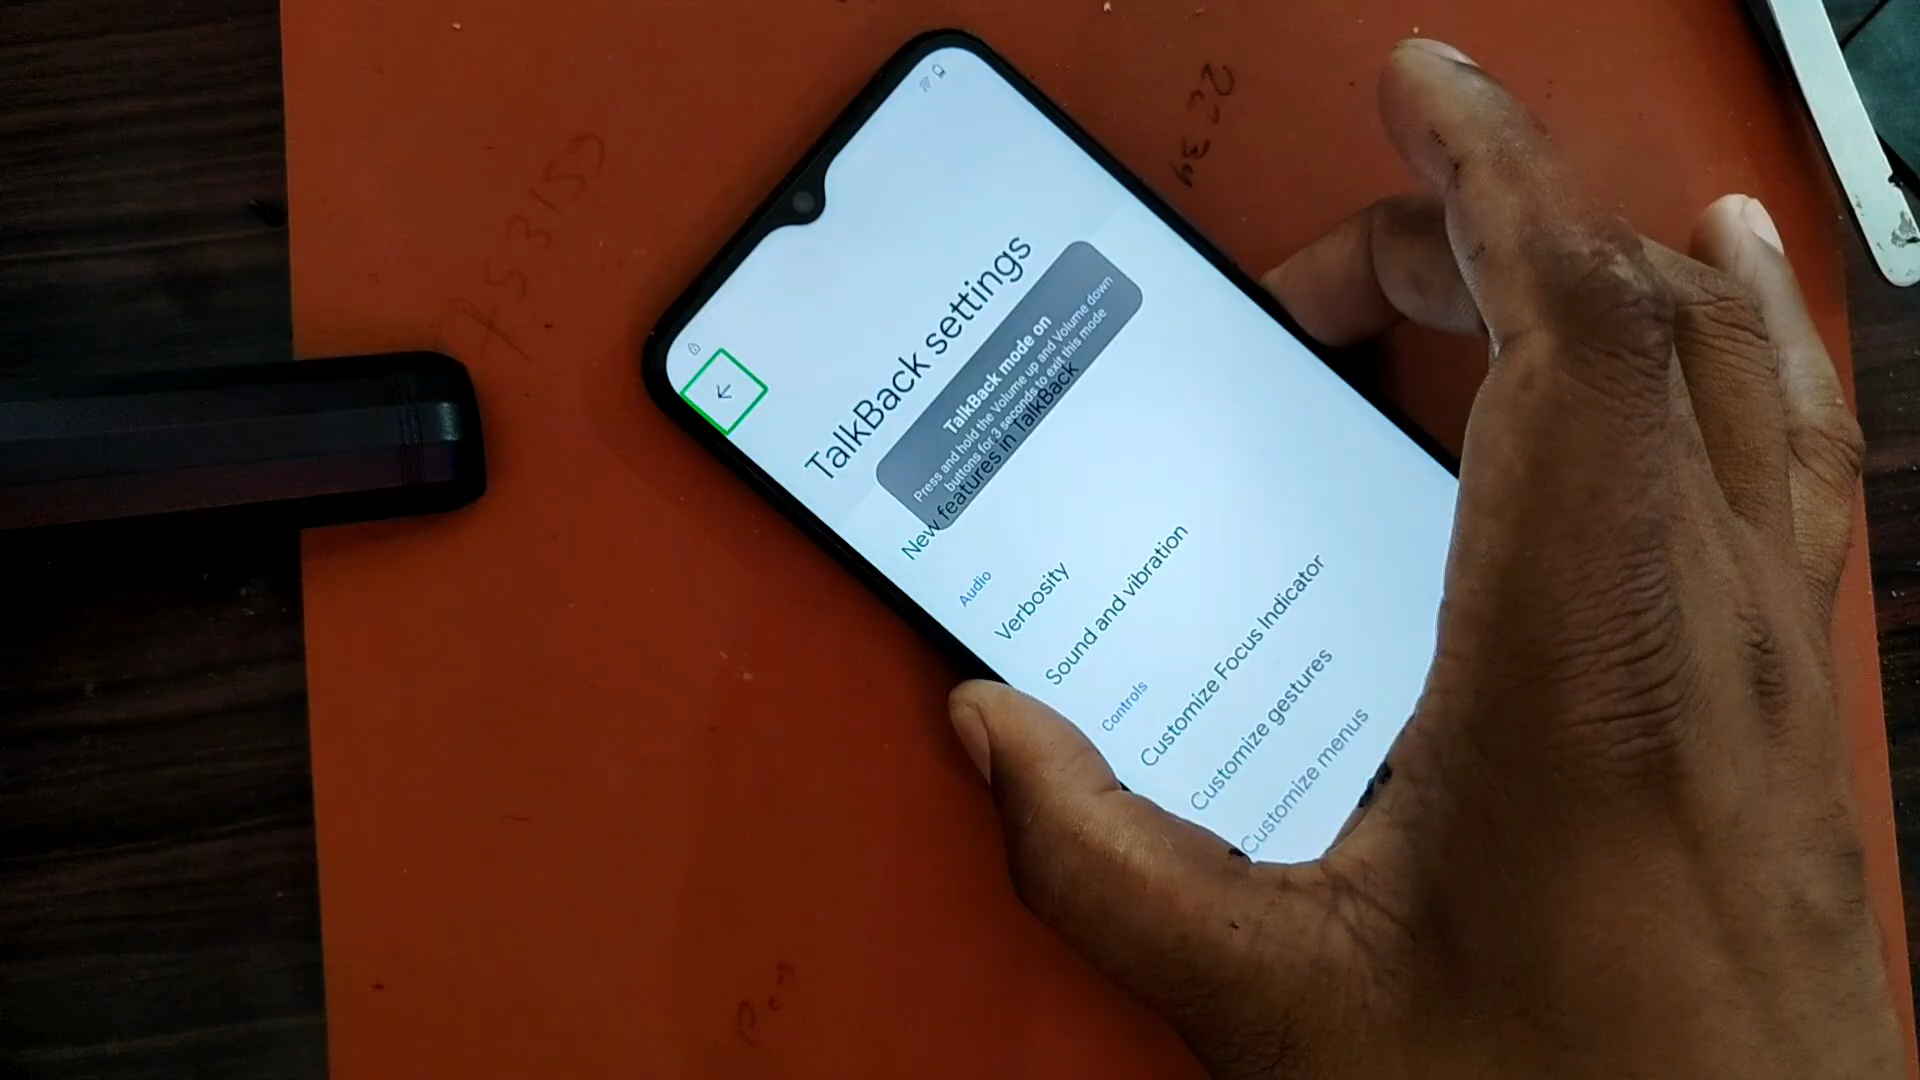 TalkBack settings
TalkBack mode on
Press and hold the Volume up and Volume down
buttons for 3 seconds to exit this mode
New features in TalkBack
Audio
Verbosity
Sound and vibration
Controls
Customize Focus Indicator
Customize gestures
Customize menus